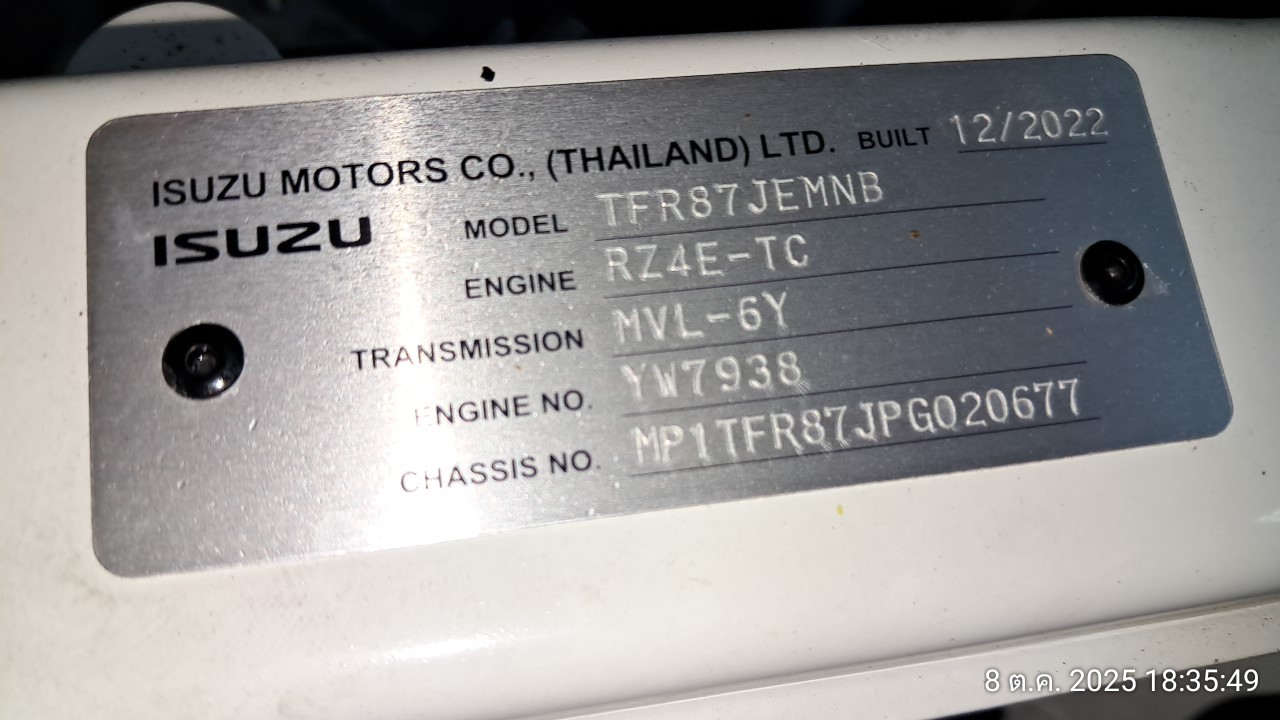 ISUZU MOTORS CO., (THAILAND) LTD. BUILT 12/2022
ISUZU MODEL TFR87JEMNB
ENGINE RZ4E-TC
TRANSMISSION MVL-6Y
ENGINE NO. YW7938
CHASSIS NO. MP1TFR87JPG020677
8 ต.ค. 2025 18:35:49